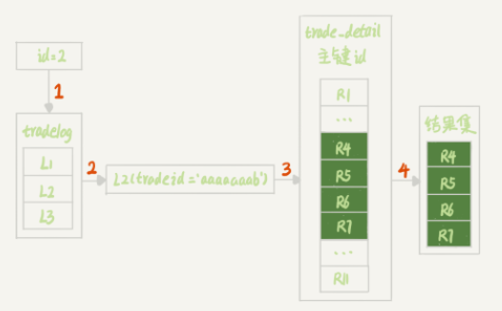 id=2
1
tradelog
L1
L2
L3
2
L2(tradeid='aaaaaaab')
3
trade_detail
主键id
R1
...
R4
R5
R6
R7
...
R11
4
结果集
R4
R5
R6
R7